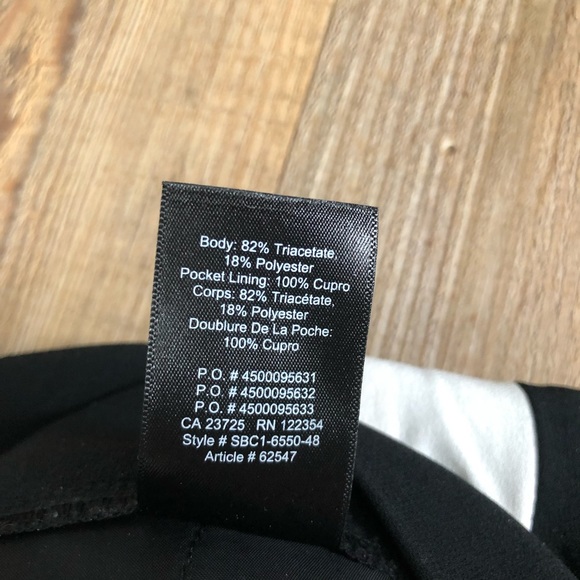 Body: 82% Triacetate,
18% Polyester
Pocket Lining: 100% Cupro
Corps: 82% Triacétate,
18% Polyester
Doublure De La Poche:
100% Cupro
P.O. # 4500095631
P.O. # 4500095632
P.O. # 4500095633
CA 23725 RN 122354
Style # SBC1-6550-48
Article # 62547